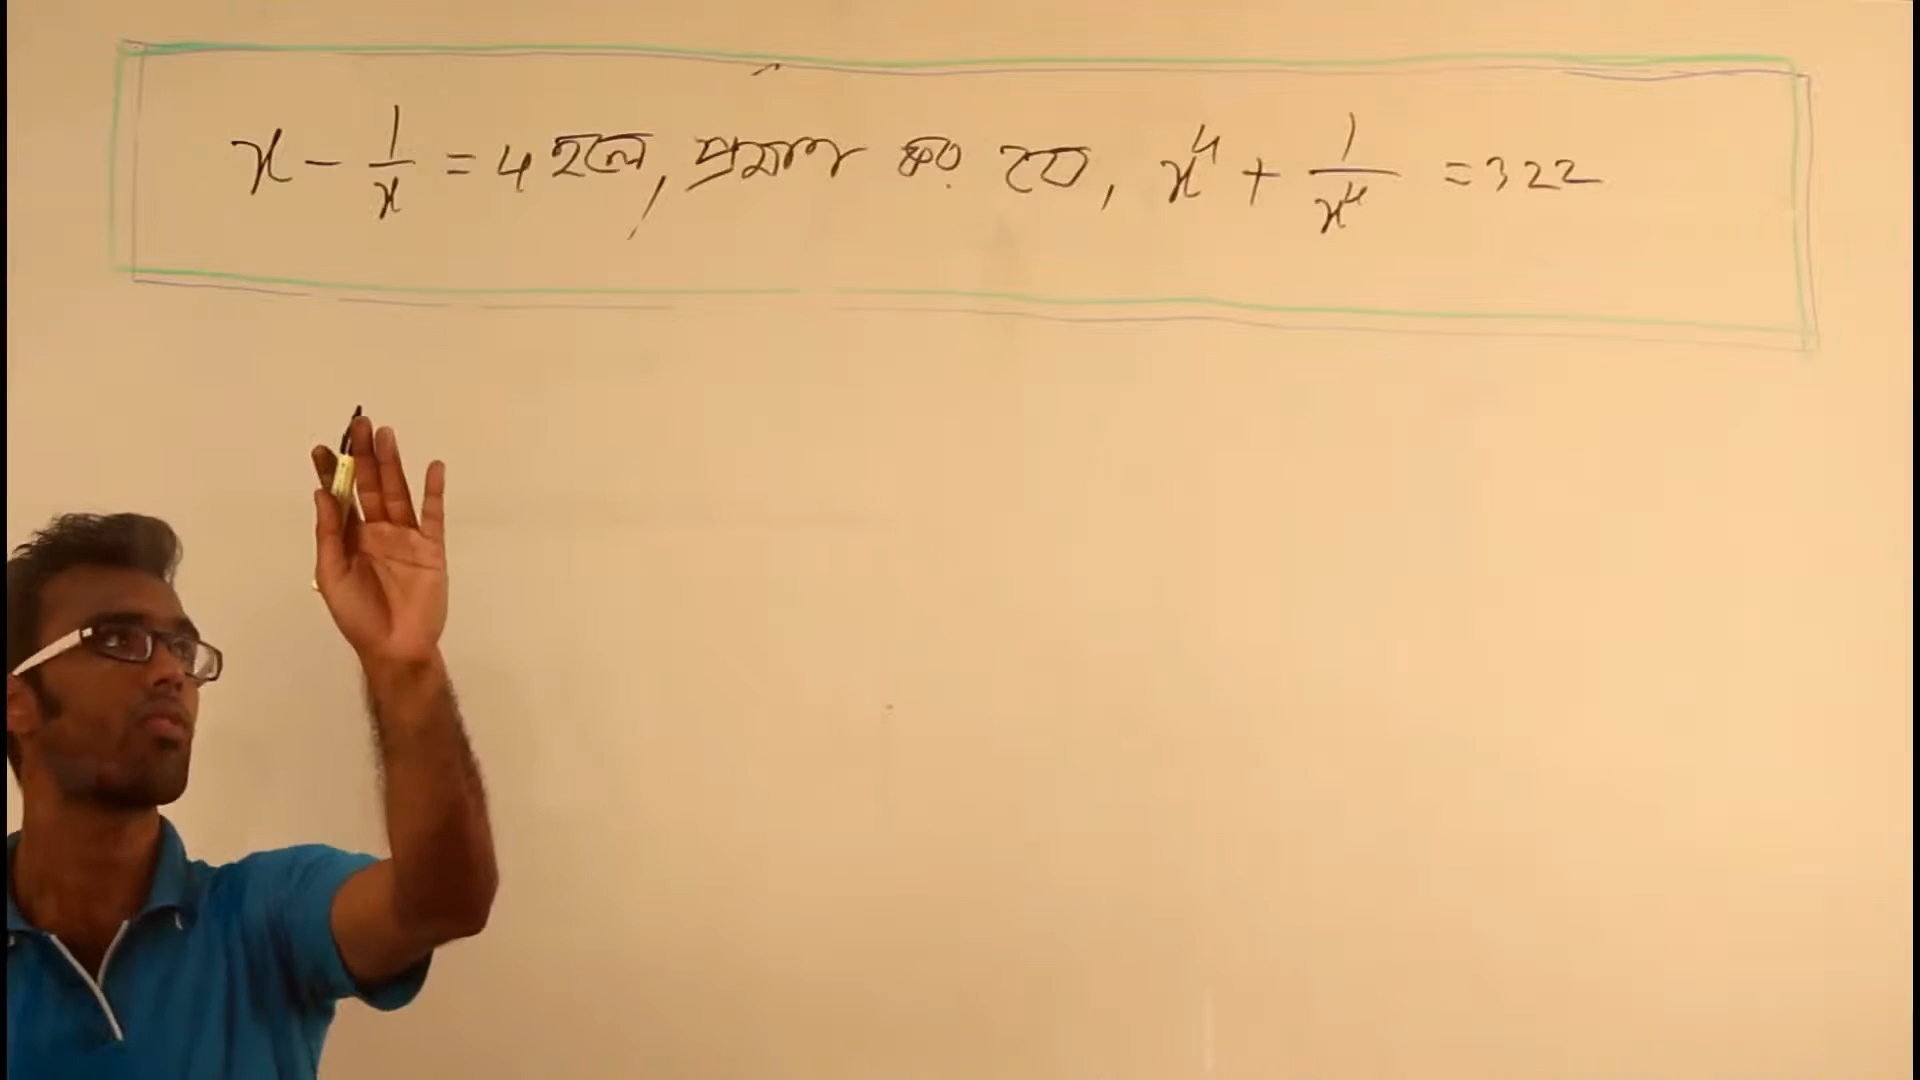 x - 1/x = 4 হলে, প্রমাণ কর যে, x⁴ + 1/x⁴ = 322